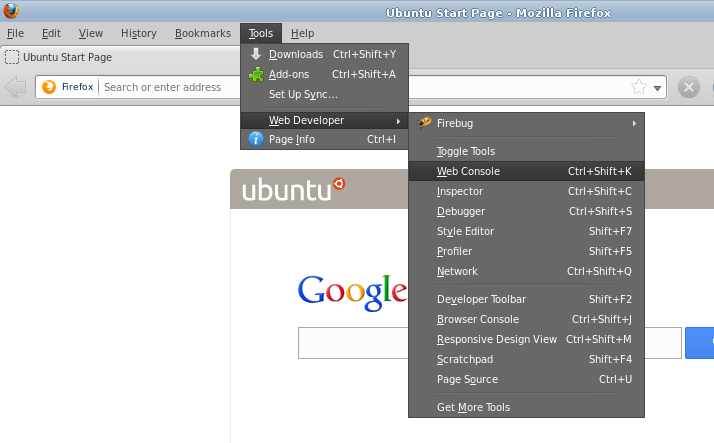 Ubuntu Start Page - Mozilla Firefox
File Edit View History Bookmarks Tools Help
Ubuntu Start Page
Firefox Search or enter address
Downloads Ctrl+Shift+Y
Add-ons Ctrl+Shift+A
Set Up Sync...
Web Developer
Page Info Ctrl+I
Firebug
Toggle Tools
Web Console Ctrl+Shift+K
Inspector Ctrl+Shift+C
Debugger Ctrl+Shift+S
Style Editor Shift+F7
Profiler Shift+F5
Network Ctrl+Shift+Q
Developer Toolbar Shift+F2
Browser Console Ctrl+Shift+J
Responsive Design View Ctrl+Shift+M
Scratchpad Shift+F4
Page Source Ctrl+U
Get More Tools
ubuntu
Google